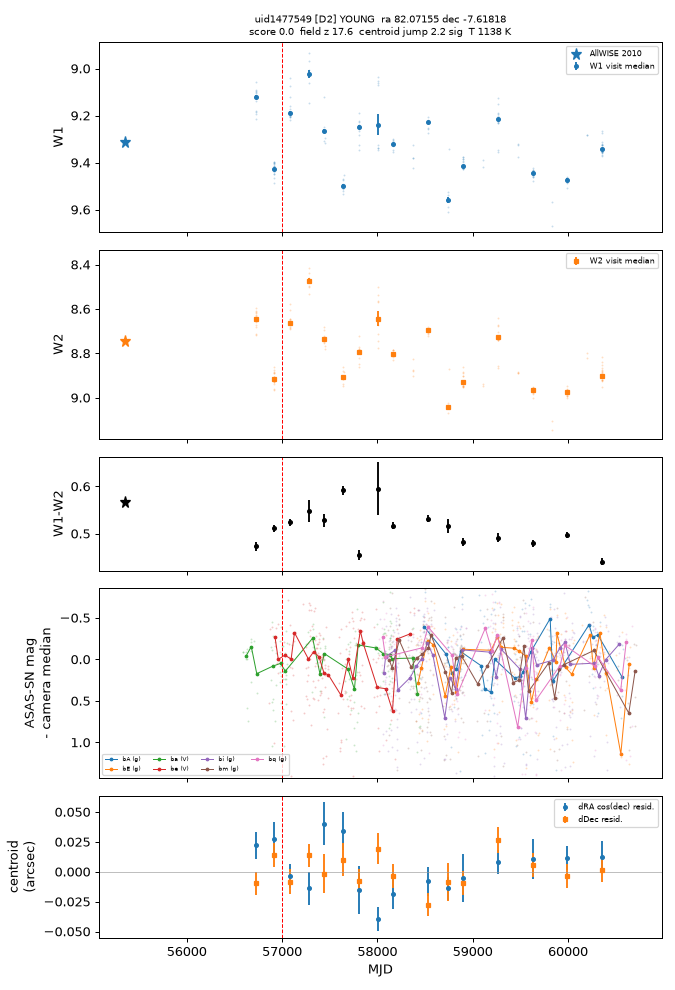 uid1477549 [D2] YOUNG ra 82.07155 dec -7.61818
score 0.0 field z 17.6 centroid jump 2.2 sig T 1138 K
AllWISE 2010
W1 visit median
9.0
9.2
9.4
9.6
W1
W2 visit median
8.4
8.6
8.8
9.0
W2
0.6
0.5
W1-W2
−0.5
0.0
0.5
1.0
ASAS-SN mag
- camera median
bA (g)
bE (g)
ba (V)
be (V)
bi (g)
bm (g)
bq (g)
dRA cos(dec) resid.
dDec resid.
0.050
0.025
0.000
−0.025
−0.050
centroid
(arcsec)
56000
57000
58000
59000
60000
MJD